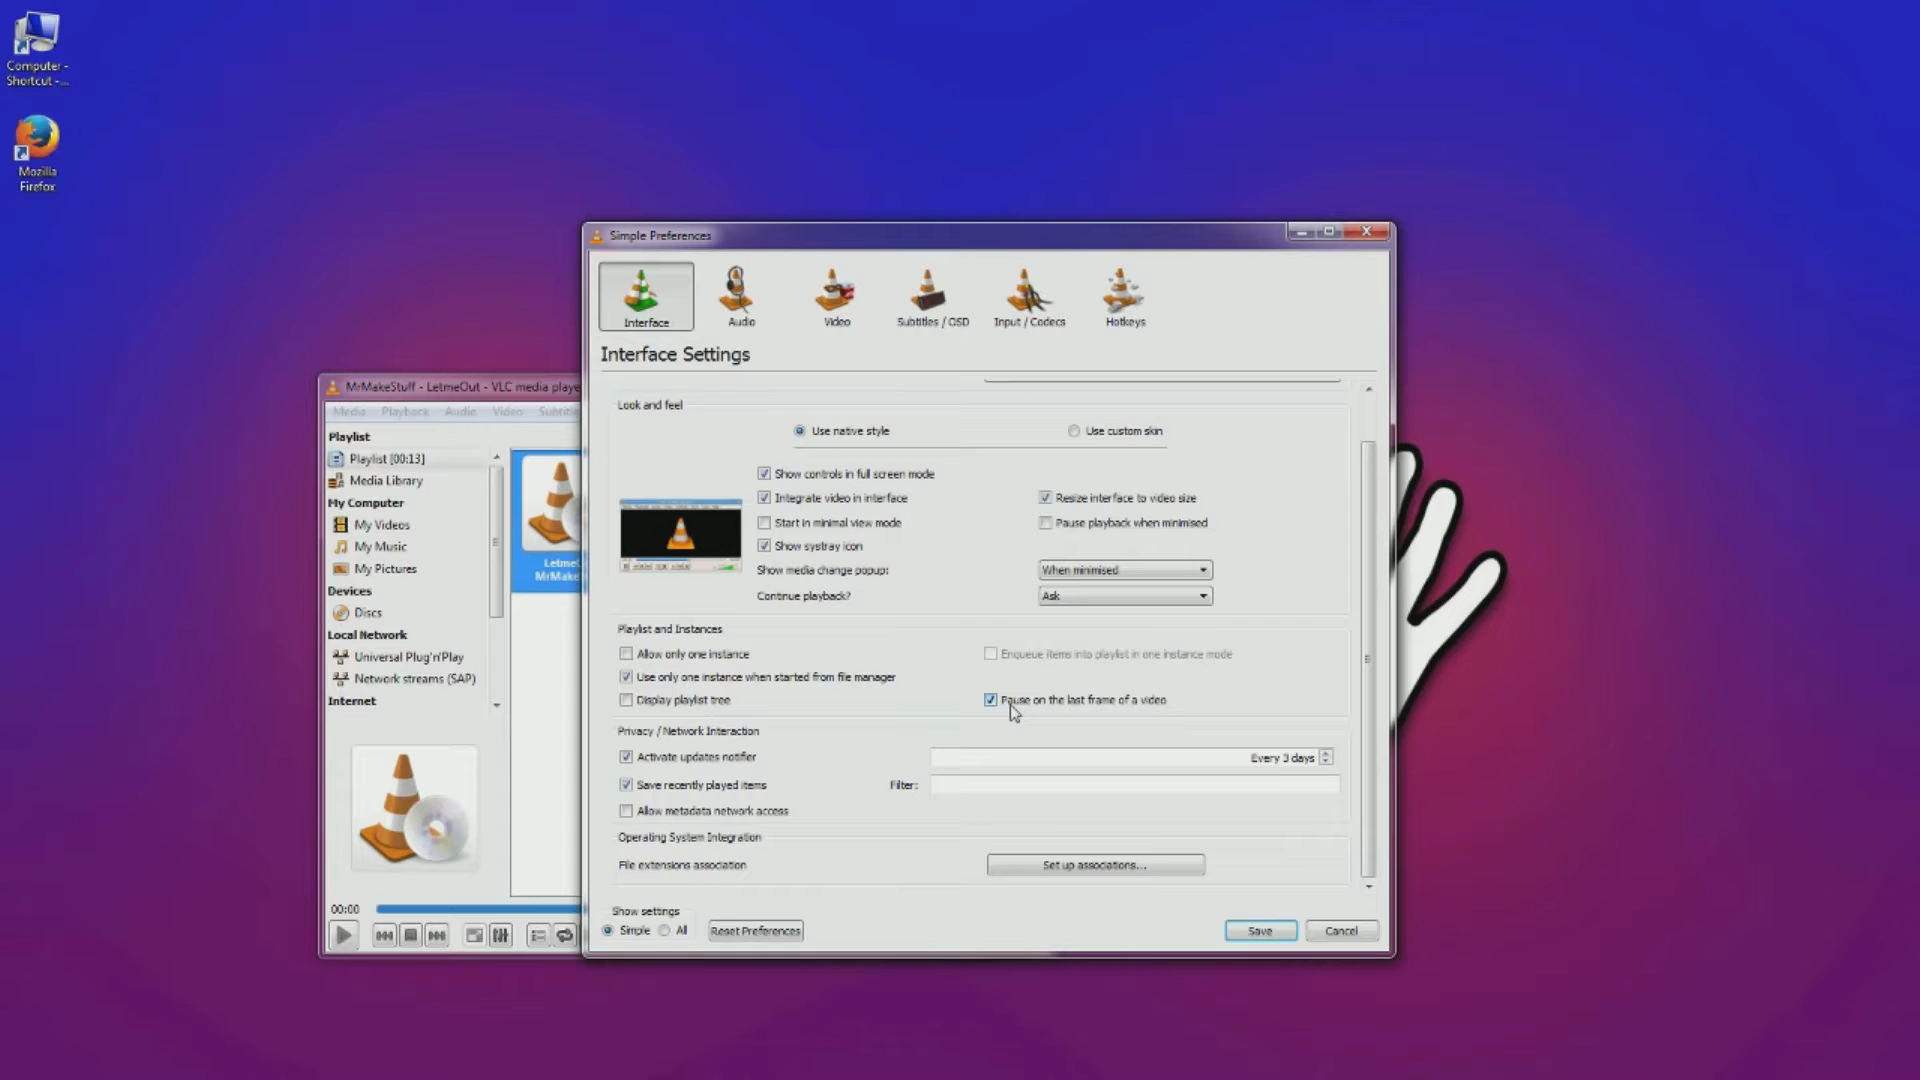 Computer -
Shortcut -...
Mozilla
Firefox
Simple Preferences
Interface
Audio
Video
Subtitles / OSD
Input / Codecs
Hotkeys
Interface Settings
Look and feel
Use native style
Use custom skin
Show controls in full screen mode
Integrate video in interface
Resize interface to video size
Start in minimal view mode
Pause playback when minimised
Show systray icon
Show media change popup:
When minimised
Continue playback?
Ask
Playlist and Instances
Allow only one instance
Enqueue items into playlist in one instance mode
Use only one instance when started from file manager
Display playlist tree
Pause on the last frame of a video
Privacy / Network Interaction
Activate updates notifier
Every 3 days
Save recently played items
Filter:
Allow metadata network access
Operating System Integration
File extensions association
Set up associations...
Show settings
Simple
All
Reset Preferences
Save
Cancel
MrMakeStuff - LetmeOut - VLC media playe
Media
Playback
Audio
Video
Subtitl
Playlist
Playlist [00:13]
Media Library
My Computer
My Videos
My Music
My Pictures
Devices
Discs
Local Network
Universal Plug'n'Play
Network streams (SAP)
Internet
Letme
MrMake
00:00